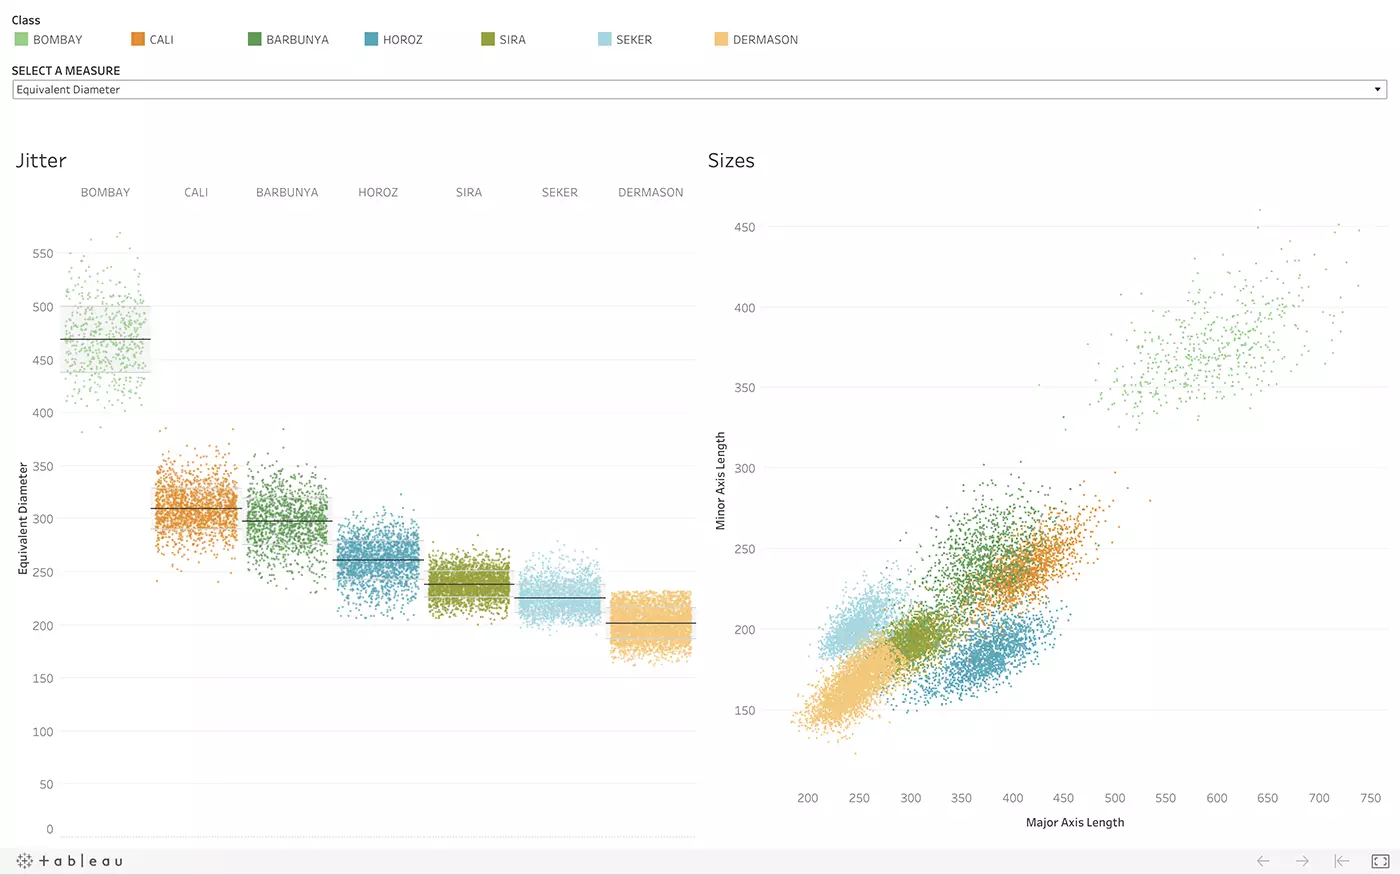 Class
BOMBAY CALI BARBUNYA HOROZ SIRA SEKER DERMASON
SELECT A MEASURE
Equivalent Diameter
Jitter
BOMBAY CALI BARBUNYA HOROZ SIRA SEKER DERMASON
Equivalent Diameter
550
500
450
400
350
300
250
200
150
100
50
0
Sizes
Minor Axis Length
450
400
350
300
250
200
150
200 250 300 350 400 450 500 550 600 650 700 750
Major Axis Length
+ableau